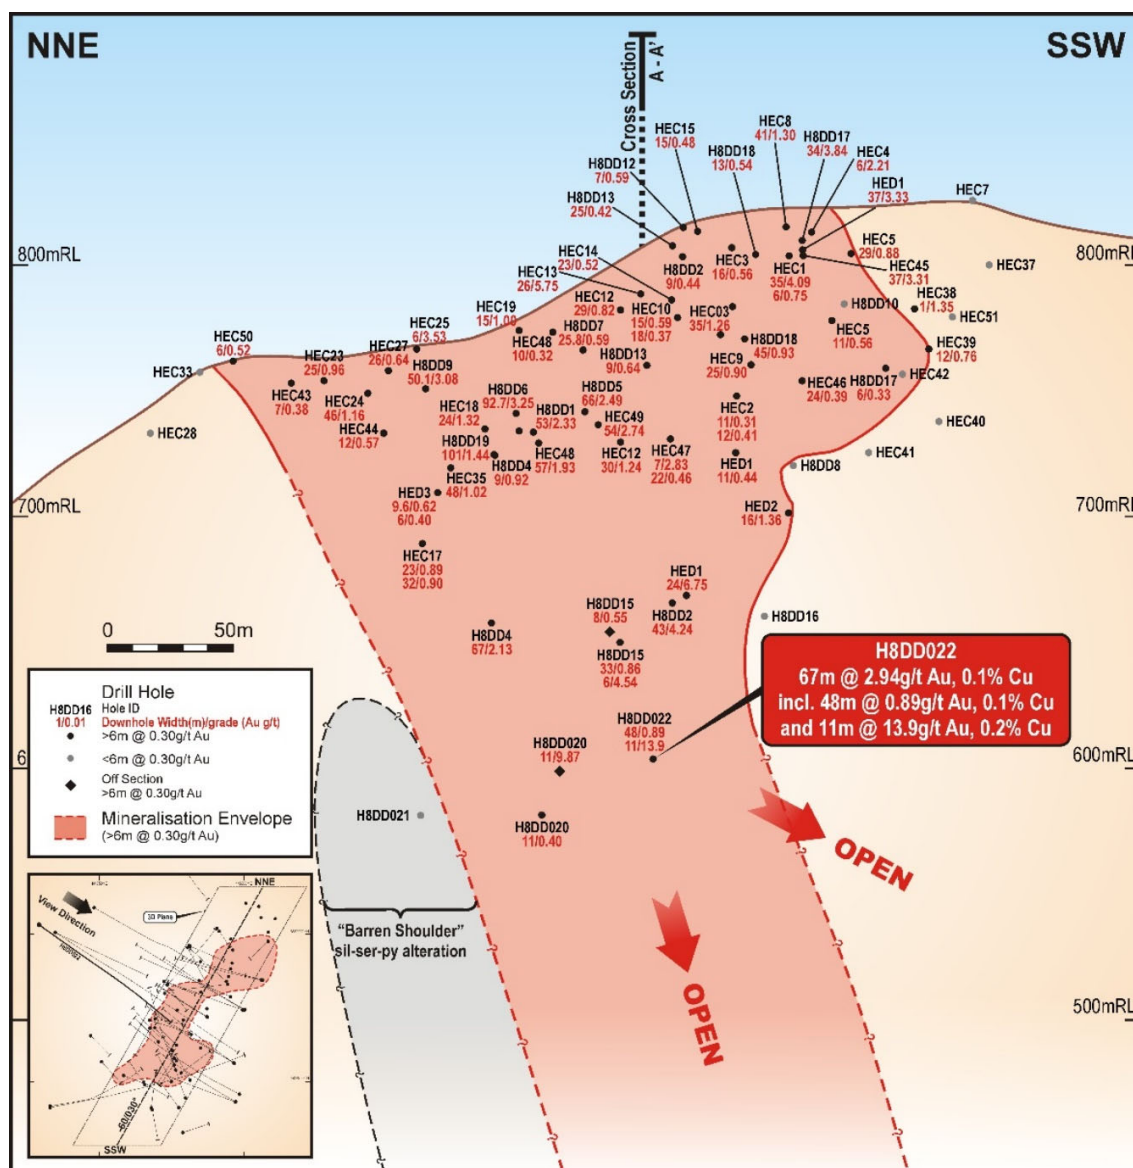 NNE
SSW
Cross Section
A - A'
HEC15
15/0.48
HEC8
41/1.30
H8DD17
34/3.84
H8DD18
13/0.54
HEC4
6/2.21
H8DD12
7/0.59
HED1
37/3.33
HEC7
H8DD13
25/0.42
800mRL
800mRL
HEC14
23/0.52
HEC13
26/5.75
H8DD2
9/0.44
HEC3
16/0.56
HEC1
35/4.09
6/0.75
HEC5
29/0.88
HEC45
37/3.31
HEC37
HEC19
15/1.00
HEC12
29/0.82
HEC10
15/0.59
18/0.37
HEC03
35/1.26
H8DD10
HEC38
1/1.35
HEC51
HEC50
6/0.52
HEC25
6/3.53
HEC48
10/0.32
H8DD7
25.8/0.59
H8DD18
45/0.93
HEC5
11/0.56
HEC39
12/0.76
HEC33
HEC23
25/0.96
HEC27
26/0.64
H8DD9
50.1/3.08
H8DD13
9/0.64
HEC9
25/0.90
HEC46
24/0.39
H8DD17
6/0.33
HEC42
HEC43
7/0.38
HEC24
46/1.16
H8DD6
92.7/3.25
H8DD5
66/2.49
HEC2
11/0.31
12/0.41
HEC40
HEC28
HEC44
12/0.57
HEC18
24/1.32
H8DD1
53/2.33
HEC49
54/2.74
H8DD19
101/1.44
H8DD4
9/0.92
HEC48
57/1.93
HEC12
30/1.24
HEC47
7/2.83
22/0.46
HED1
11/0.44
H8DD8
HEC41
HEC35
48/1.02
HED3
9.6/0.62
6/0.40
700mRL
700mRL
HED2
16/1.36
HEC17
23/0.89
32/0.90
HED1
24/6.75
H8DD15
8/0.55
H8DD2
43/4.24
H8DD16
0 50m
H8DD4
67/2.13
H8DD15
33/0.86
6/4.54
H8DD022
67m @ 2.94g/t Au, 0.1% Cu
incl. 48m @ 0.89g/t Au, 0.1% Cu
and 11m @ 13.9g/t Au, 0.2% Cu
H8DD022
48/0.89
11/13.9
Drill Hole
H8DD16 Hole ID
1/0.01 Downhole Width(m)/grade (Au g/t)
>6m @ 0.30g/t Au
<6m @ 0.30g/t Au
Off Section
>6m @ 0.30g/t Au
Mineralisation Envelope
(>6m @ 0.30g/t Au)
6
600mRL
H8DD020
11/9.87
H8DD021
H8DD020
11/0.40
OPEN
"Barren Shoulder"
sil-ser-py alteration
OPEN
500mRL
NNE
View Direction
3D Plane
-60/030°
SSW